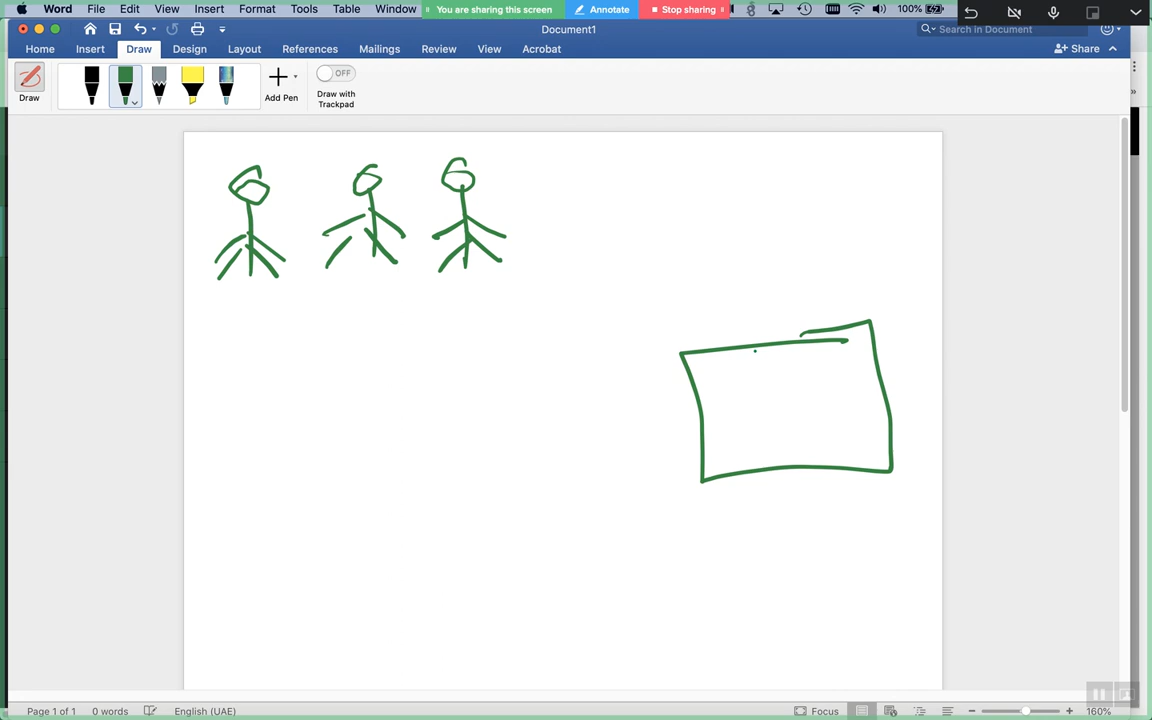 Word File Edit View Insert Format Tools Table Window You are sharing this screen Annotate Stop sharing 100%
Document1
Search in Document
Home Insert Draw Design Layout References Mailings Review View Acrobat Share
OFF
Draw
Add Pen
Draw with
Trackpad
Page 1 of 1 0 words English (UAE) Focus 160%